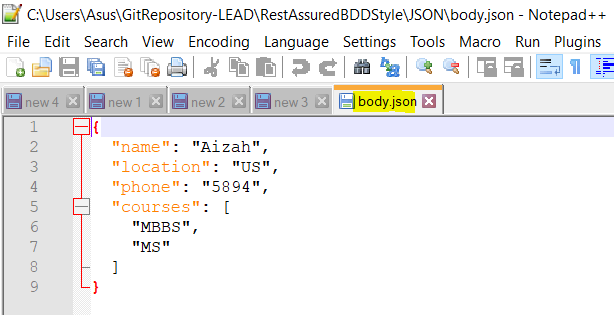 C:\Users\Asus\GitRepository-LEAD\RestAssuredBDDStyle\JSON\body.json - Notepad++
File Edit Search View Encoding Language Settings Tools Macro Run Plugins
new 4 new 1 new 2 new 3 body.json
1 {
2 "name": "Aizah",
3 "location": "US",
4 "phone": "5894",
5 "courses": [
6 "MBBS",
7 "MS"
8 ]
9 }